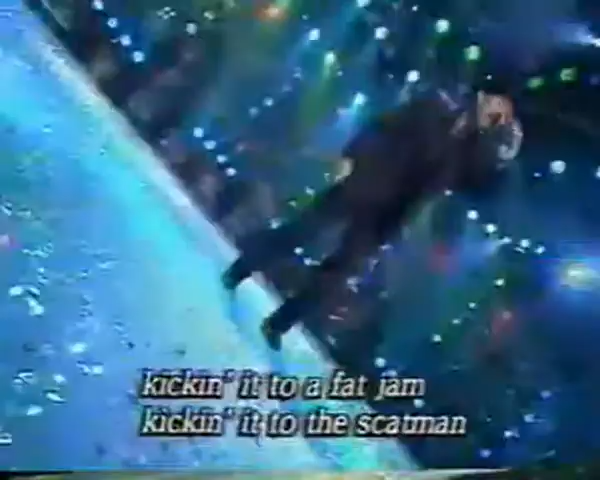 kickin' it to a fat jam
kickin' it to the scatman